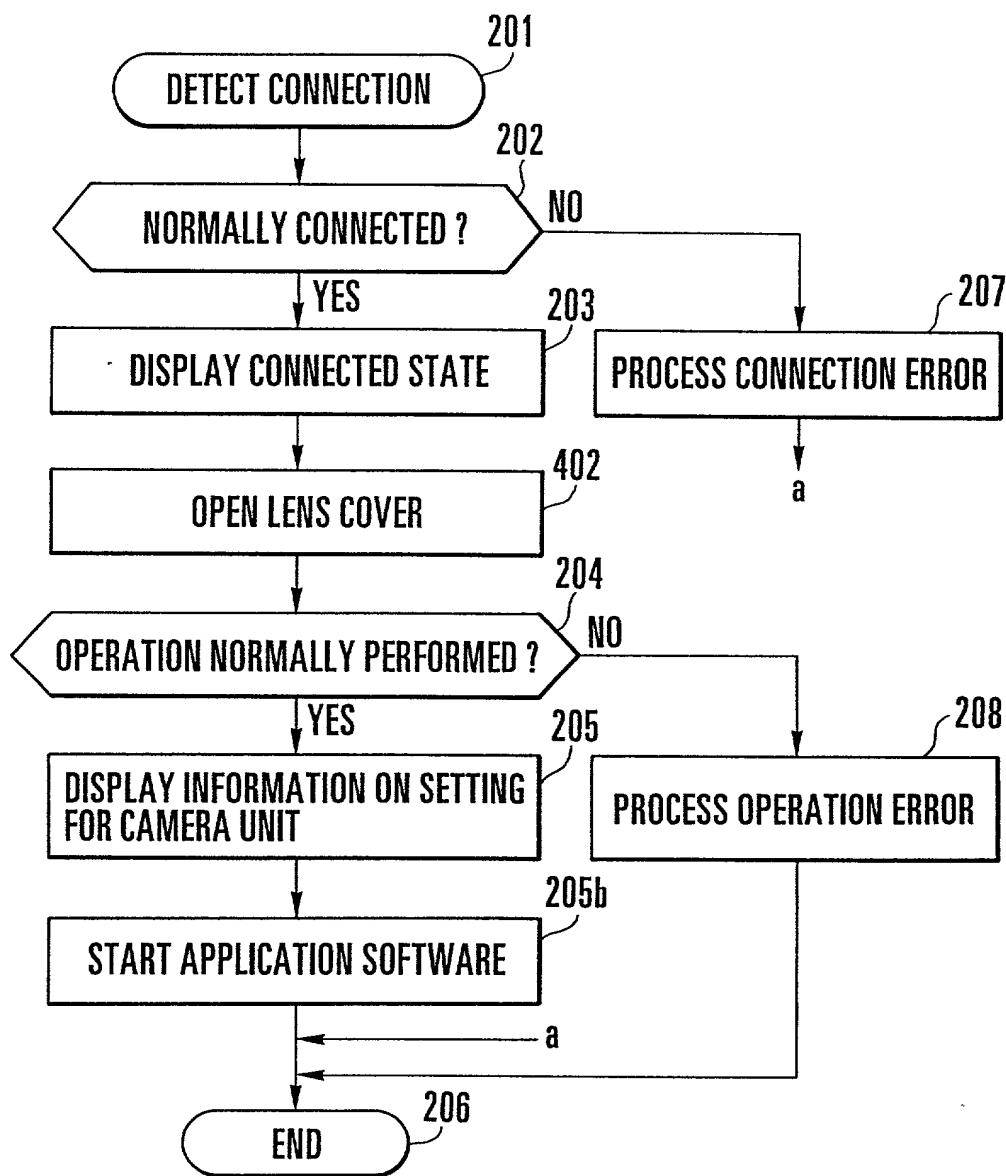 201
DETECT CONNECTION
202
NORMALLY CONNECTED ?
NO
YES
203
DISPLAY CONNECTED STATE
207
PROCESS CONNECTION ERROR
a
402
OPEN LENS COVER
204
OPERATION NORMALLY PERFORMED ?
NO
YES
205
DISPLAY INFORMATION ON SETTING
FOR CAMERA UNIT
208
PROCESS OPERATION ERROR
205b
START APPLICATION SOFTWARE
a
206
END